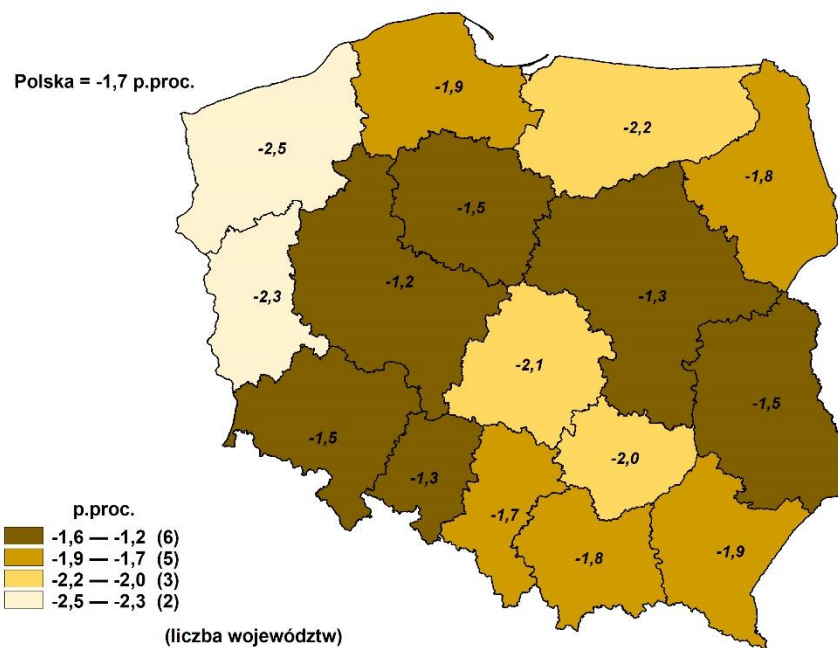 Polska = -1,7 p.proc.
-1,9
-2,2
-2,5
-1,8
-1,5
-1,2
-2,3
-1,3
-2,1
-1,5
-1,5
-2,0
-1,3
-1,7
-1,8
-1,9
p.proc.
-1,6 — -1,2 (6)
-1,9 — -1,7 (5)
-2,2 — -2,0 (3)
-2,5 — -2,3 (2)
(liczba województw)